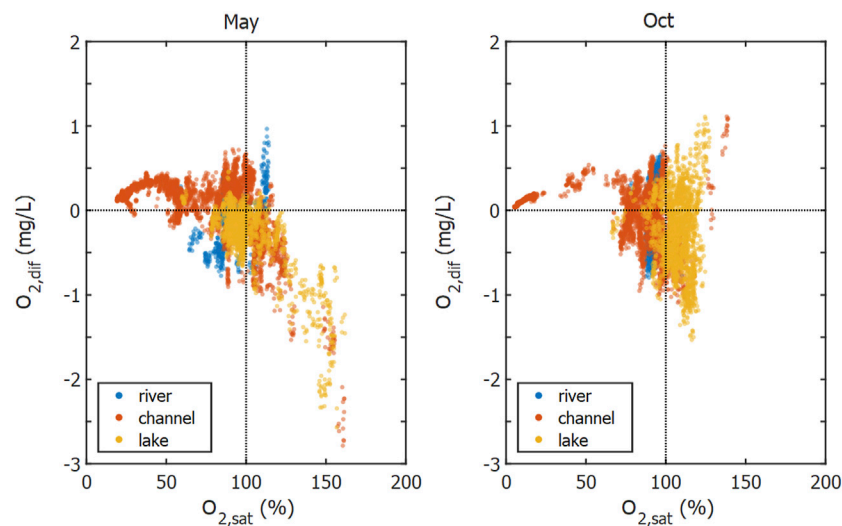 May
2
1
0
-1
-2
-3
O2,dif (mg/L)
0 50 100 150 200
O2,sat (%)
river
channel
lake
Oct
2
1
0
-1
-2
-3
O2,dif (mg/L)
0 50 100 150 200
O2,sat (%)
river
channel
lake